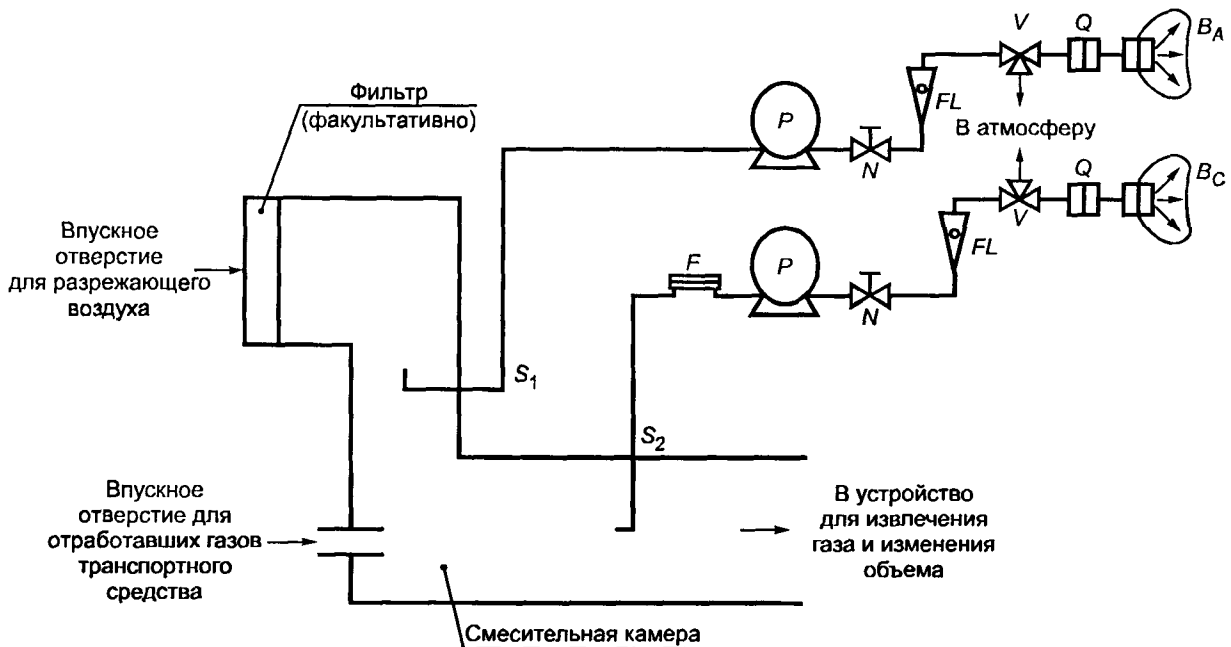 V
Q
B_A
Фильтр
(факультативно)
FL
P
В атмосферу
N
Q
B_C
V
Впускное
отверстие
для разрежающего
воздуха
F
P
FL
N
S_1
S_2
Впускное
отверстие для
отработавших газов
транспортного
средства
В устройство
для извлечения
газа и изменения
объема
Смесительная камера